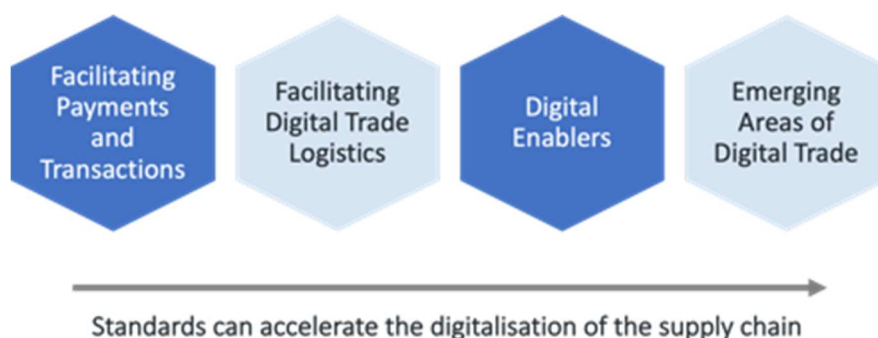 Facilitating
Payments
and
Transactions
Facilitating
Digital Trade
Logistics
Digital
Enablers
Emerging
Areas of
Digital Trade
Standards can accelerate the digitalisation of the supply chain